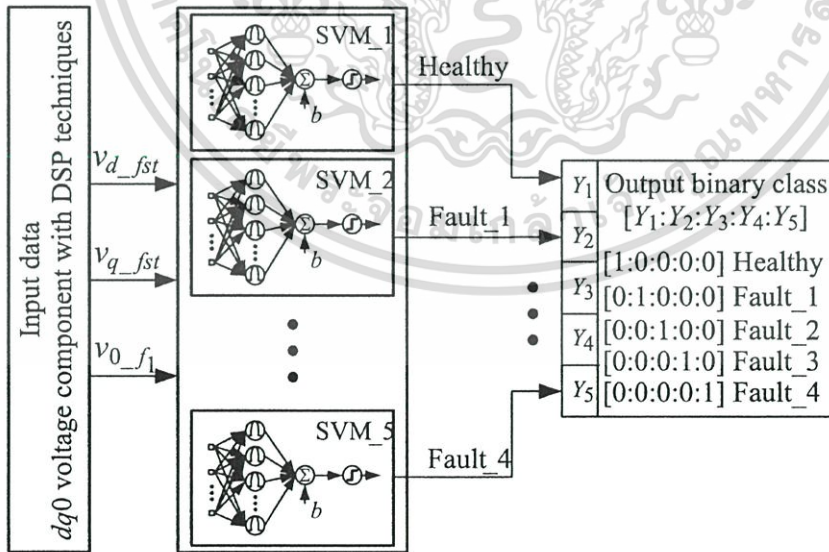 Input data
dq0 voltage component with DSP techniques
v_d_fst
v_q_fst
v_0_f1
SVM_1
Σ
b
SVM_2
Σ
b
SVM_5
Σ
b
Healthy
Fault_1
Fault_4
Y1
Y2
Y3
Y4
Y5
Output binary class
[Y1:Y2:Y3:Y4:Y5]
[1:0:0:0:0] Healthy
[0:1:0:0:0] Fault_1
[0:0:1:0:0] Fault_2
[0:0:0:1:0] Fault_3
[0:0:0:0:1] Fault_4